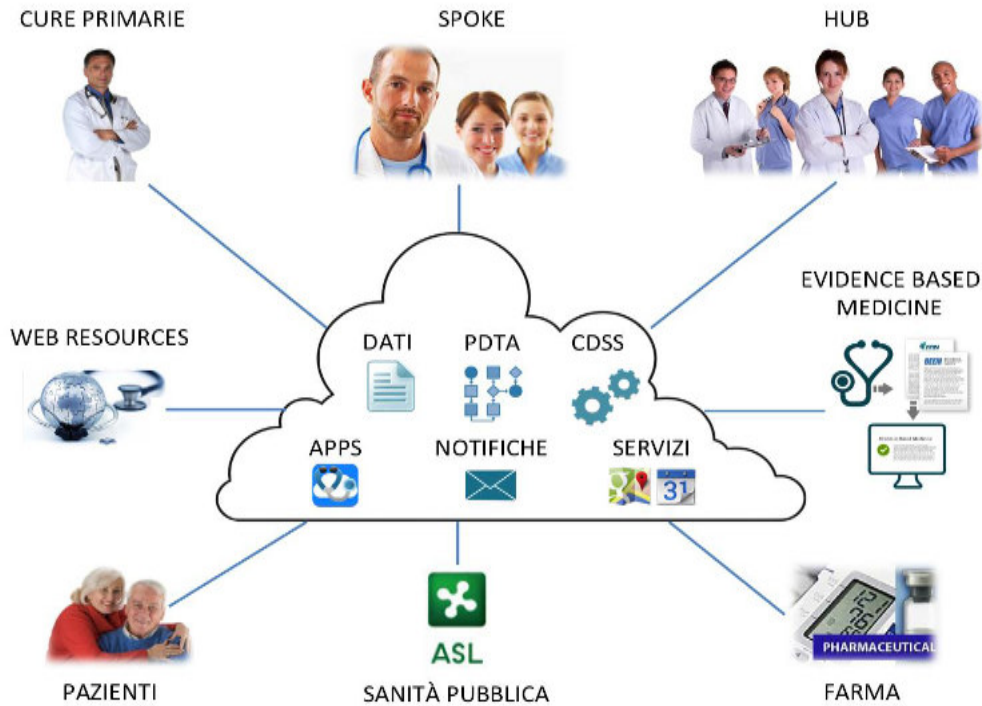 CURE PRIMARIE
SPOKE
HUB
EVIDENCE BASED
MEDICINE
WEB RESOURCES
DATI
PDTA
CDSS
APPS
NOTIFICHE
SERVIZI
31
ASL
PHARMACEUTICAL
PAZIENTI
SANITÀ PUBBLICA
FARMA